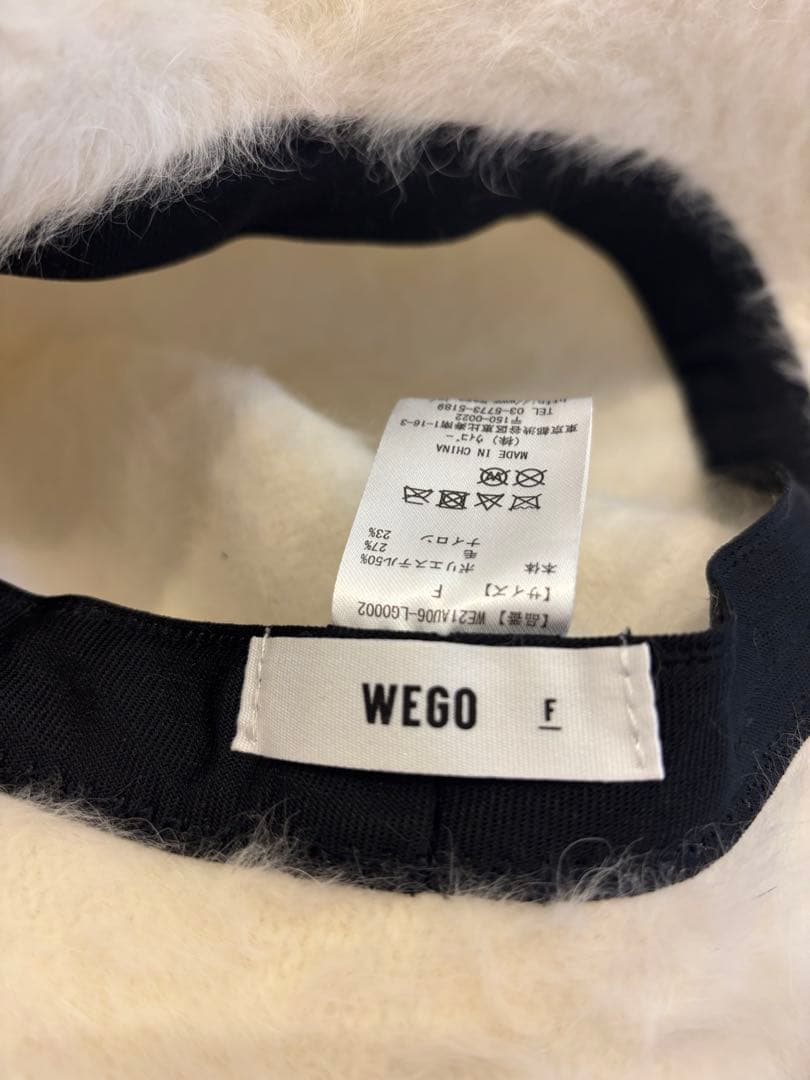 WEGO F
【品番】 WE21AU06-LG0002
【サイズ】 F
本体 ポリエステル50%
毛 27%
ナイロン 23%
MADE IN CHINA
(株) ウィゴー
東京都渋谷区恵比寿南1-16-3
〒150-0022
TEL 03-5773-5189